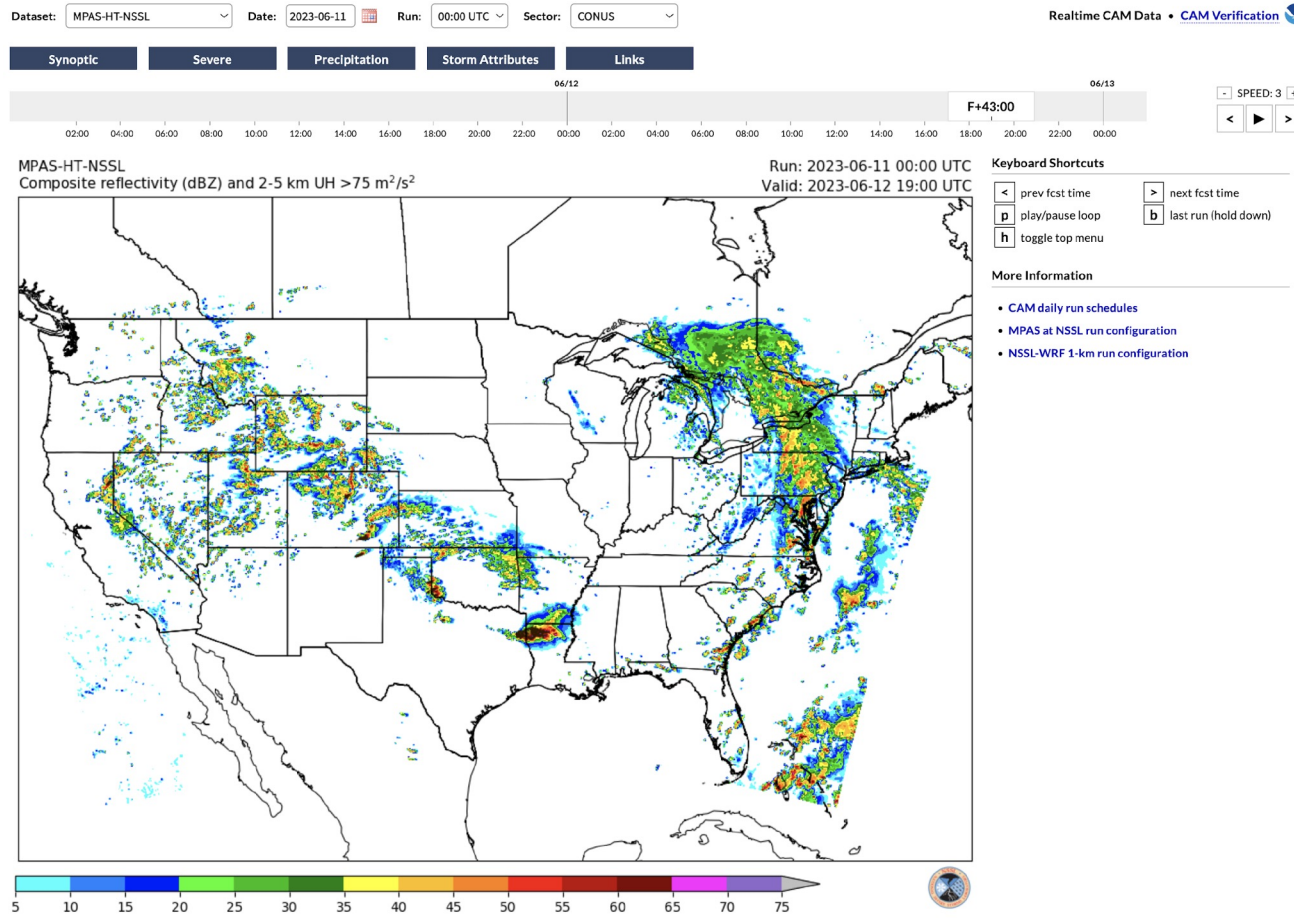 Dataset: MPAS-HT-NSSL Date: 2023-06-11 Run: 00:00 UTC Sector: CONUS Realtime CAM Data • CAM Verification
Synoptic Severe Precipitation Storm Attributes Links
06/12 06/13
F+43:00
- SPEED: 3 +
02:00 04:00 06:00 08:00 10:00 12:00 14:00 16:00 18:00 20:00 22:00 00:00 02:00 04:00 06:00 08:00 10:00 12:00 14:00 16:00 18:00 20:00 22:00 00:00
< ▶ >
MPAS-HT-NSSL Run: 2023-06-11 00:00 UTC
Composite reflectivity (dBZ) and 2-5 km UH >75 m²/s² Valid: 2023-06-12 19:00 UTC
Keyboard Shortcuts
< prev fcst time > next fcst time
p play/pause loop b last run (hold down)
h toggle top menu
More Information
• CAM daily run schedules
• MPAS at NSSL run configuration
• NSSL-WRF 1-km run configuration
5 10 15 20 25 30 35 40 45 50 55 60 65 70 75